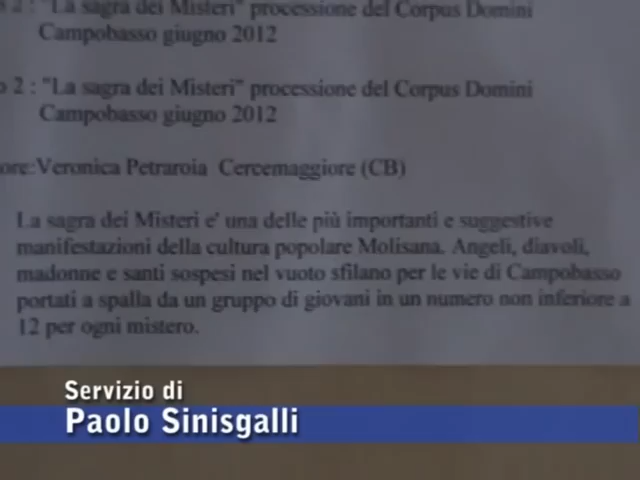 2 : "La sagra dei Misteri" processione del Corpus Domini
Campobasso giugno 2012
2 : "La sagra dei Misteri" processione del Corpus Domini
Campobasso giugno 2012
ore:Veronica Petraroia Cercemaggiore (CB)
La sagra dei Misteri e' una delle più importanti e suggestive
manifestazioni della cultura popolare Molisana. Angeli, diavoli,
madonne e santi sospesi nel vuoto sfilano per le vie di Campobasso
portati a spalla da un gruppo di giovani in un numero non inferiore a
12 per ogni mistero.
Servizio di
Paolo Sinisgalli